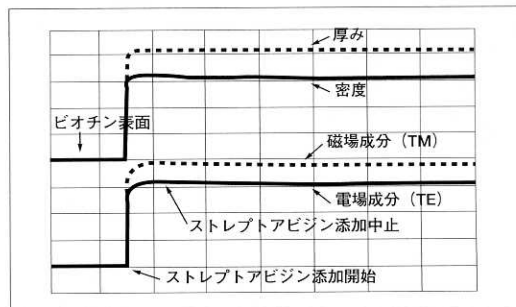 厚み
密度
ビオチン表面
磁場成分（TM）
電場成分（TE）
ストレプトアビジン添加中止
ストレプトアビジン添加開始